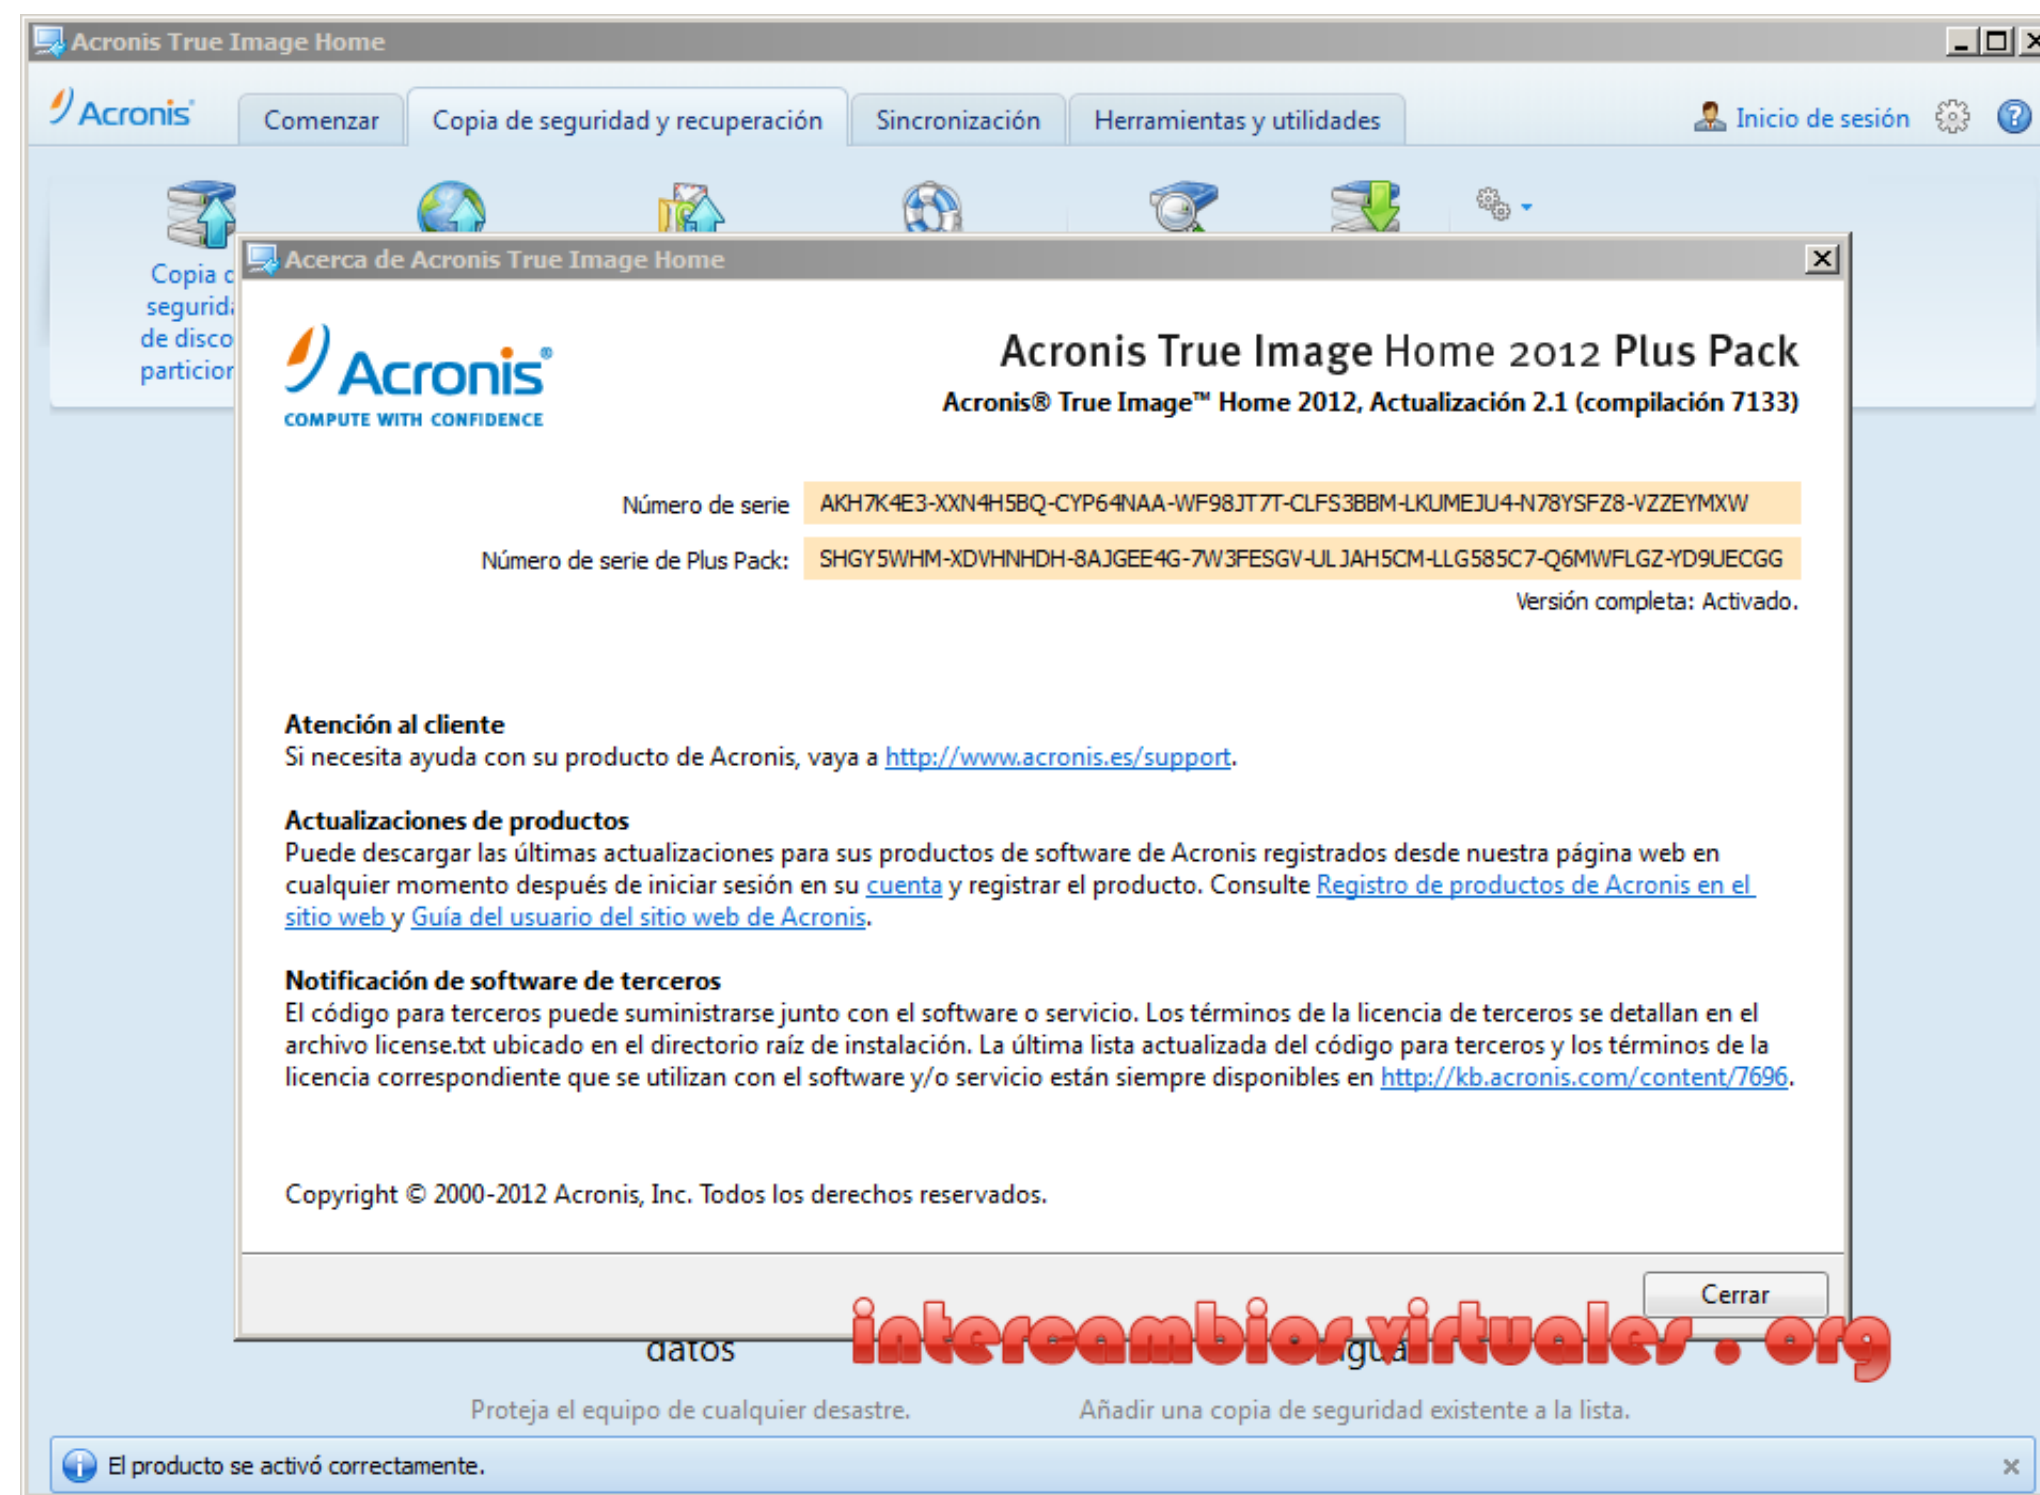 Acronis True Image Home
Acronis
Comenzar
Copia de seguridad y recuperación
Sincronización
Herramientas y utilidades
Inicio de sesión
Copia
segurida
de disco
particion
Acerca de Acronis True Image Home
Acronis®
COMPUTE WITH CONFIDENCE
Acronis True Image Home 2012 Plus Pack
Acronis® True Image™ Home 2012, Actualización 2.1 (compilación 7133)
Número de serie AKH7K4E3-XXN4H5BQ-CYP64NAA-WF98JT7T-CLFS3BBM-LKUMEJU4-N78YSFZ8-VZZEYMXW
Número de serie de Plus Pack: SHGY5WHM-XDVHNHDH-8AJGEE4G-7W3FESGV-ULJAH5CM-LLG585C7-Q6MWFLGZ-YD9UECGG
Versión completa: Activado.
Atención al cliente
Si necesita ayuda con su producto de Acronis, vaya a http://www.acronis.es/support.
Actualizaciones de productos
Puede descargar las últimas actualizaciones para sus productos de software de Acronis registrados desde nuestra página web en
cualquier momento después de iniciar sesión en su cuenta y registrar el producto. Consulte Registro de productos de Acronis en el
sitio web y Guía del usuario del sitio web de Acronis.
Notificación de software de terceros
El código para terceros puede suministrarse junto con el software o servicio. Los términos de la licencia de terceros se detallan en el
archivo license.txt ubicado en el directorio raíz de instalación. La última lista actualizada del código para terceros y los términos de la
licencia correspondiente que se utilizan con el software y/o servicio están siempre disponibles en http://kb.acronis.com/content/7696.
Copyright © 2000-2012 Acronis, Inc. Todos los derechos reservados.
Cerrar
intercambiosvirtuales.org
datos
Proteja el equipo de cualquier desastre.
Añadir una copia de seguridad existente a la lista.
El producto se activó correctamente.